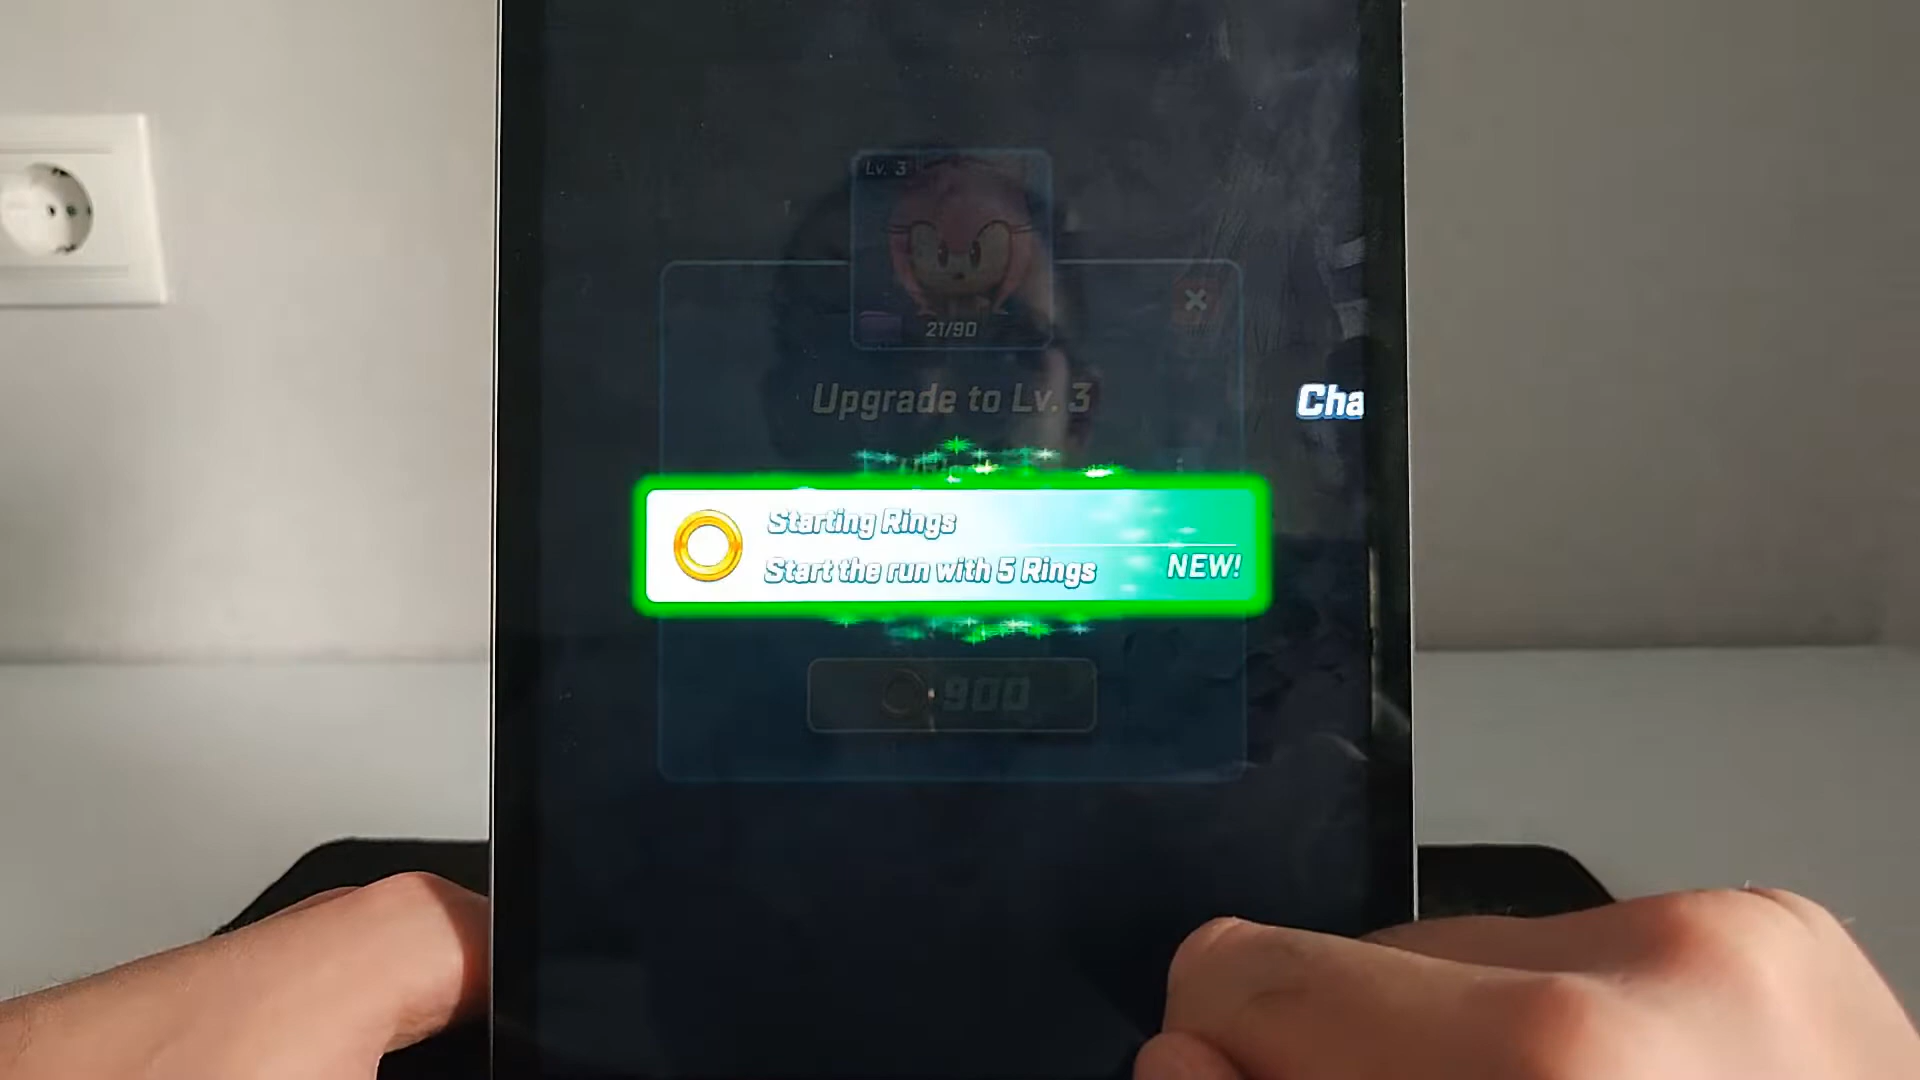 Lv. 3
21/90
Upgrade to Lv. 3
Cha
Starting Rings
Start the run with 5 Rings
NEW!
900